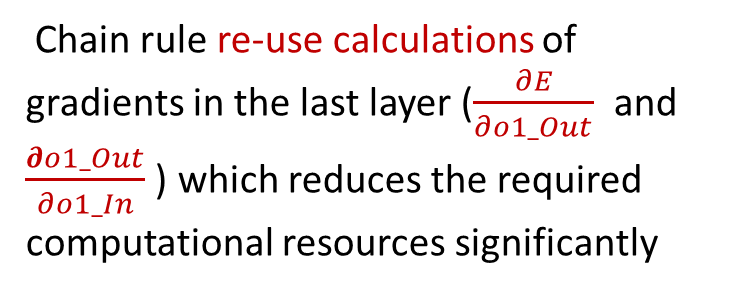 Chain rule re-use calculations of
gradients in the last layer (∂E/∂o1_Out and
∂o1_Out/∂o1_In) which reduces the required
computational resources significantly